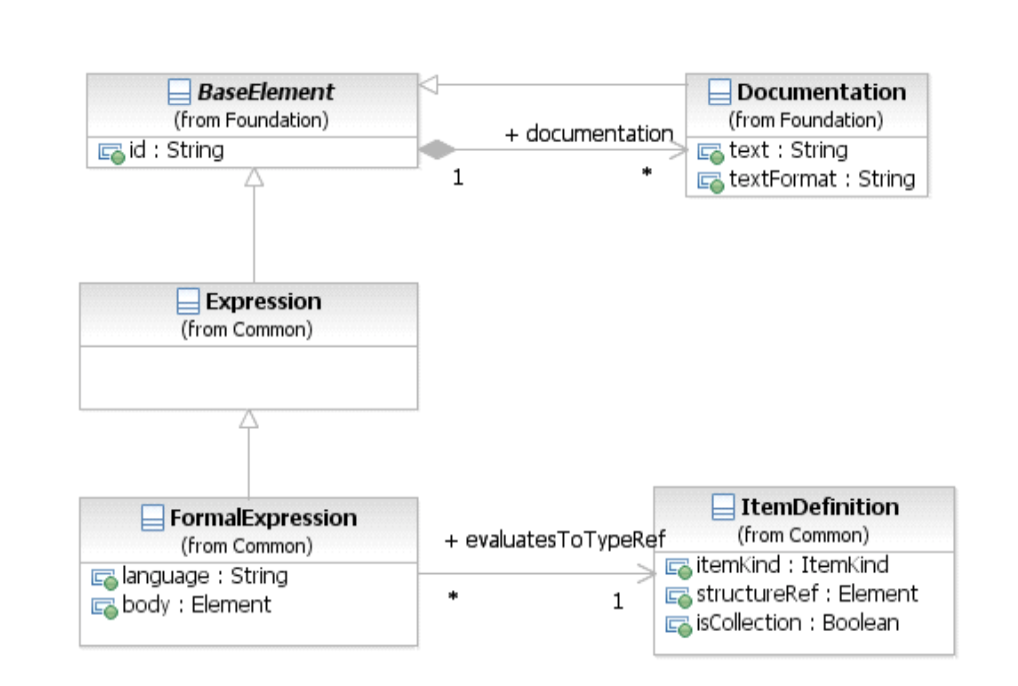 BaseElement
(from Foundation)
id : String
Documentation
(from Foundation)
text : String
textFormat : String
+ documentation
1
*
Expression
(from Common)
FormalExpression
(from Common)
language : String
body : Element
+ evaluatesToTypeRef
*
1
ItemDefinition
(from Common)
itemKind : ItemKind
structureRef : Element
isCollection : Boolean